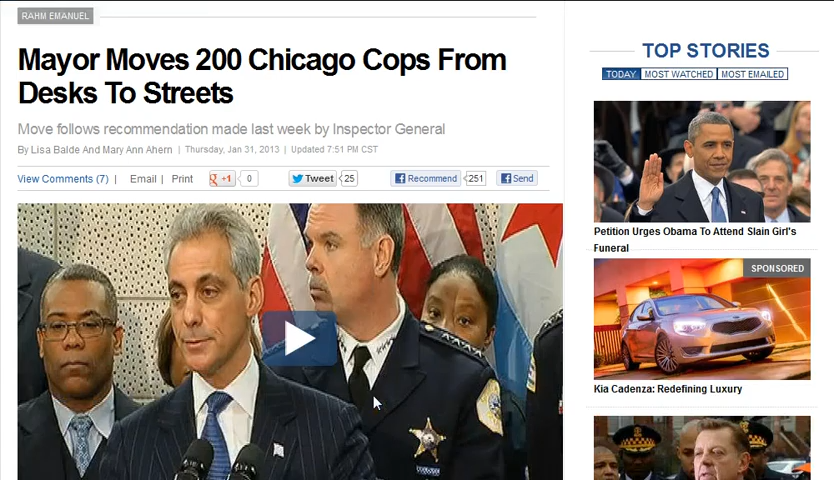 RAHM EMANUEL
Mayor Moves 200 Chicago Cops From
Desks To Streets
Move follows recommendation made last week by Inspector General
By Lisa Balde And Mary Ann Ahern | Thursday, Jan 31, 2013 | Updated 7:51 PM CST
View Comments (7) | Email | Print g +1 0 Tweet 25 f Recommend 251 f Send
TOP STORIES
TODAY MOST WATCHED MOST EMAILED
Petition Urges Obama To Attend Slain Girl's
Funeral
SPONSORED
Kia Cadenza: Redefining Luxury